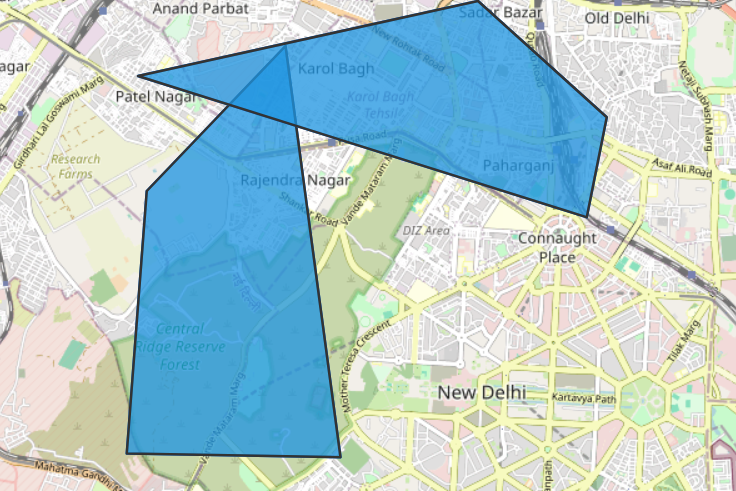 Anand Parbat
Sadar Bazar
Old Delhi
New Rohtak Road
agar
Karol Bagh
Netaji Subhash Marg
Girdhari Lal Goswami Marg
Patel Nagar
Karol Bagh
Tehsil
Road
Research
Farms
Paharganj
Asaf Ali Road
Rajendra Nagar
Vande Mataram Marg
Shankar Road
DIZ Area
Connaught
Place
Central
Ridge Reserve
Forest
Mother Teresa Crescent
Tilak Marg
New Delhi
Kartavya Path
Vande Mataram Marg
Mahatma Gandhi M
anpath